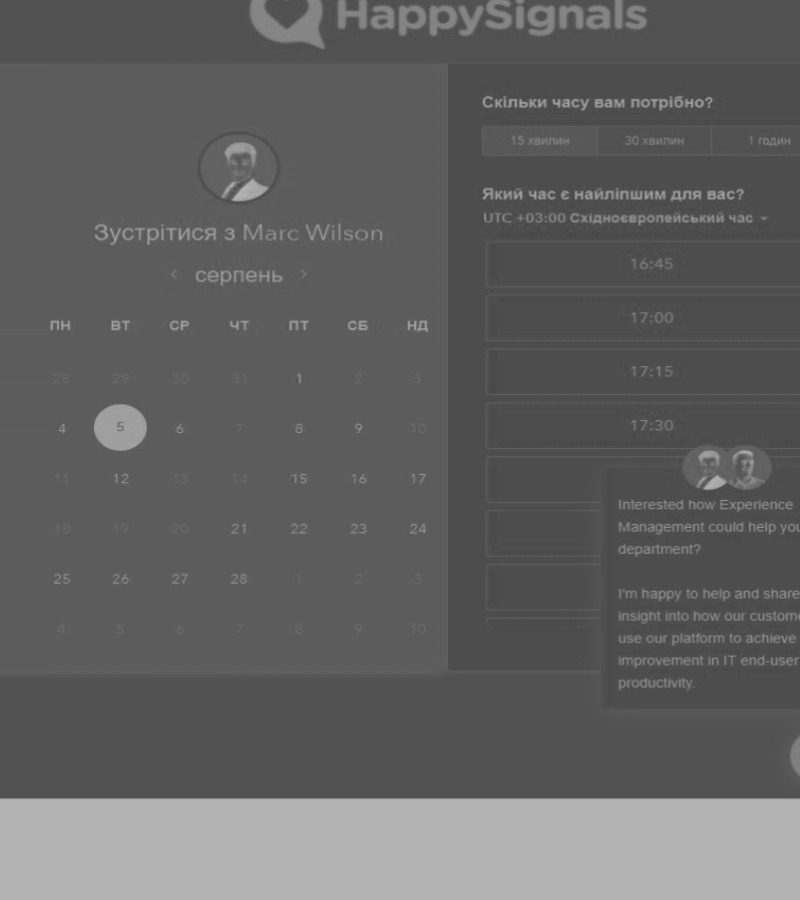 HappySignals
Зустрітися з Marc Wilson
серпень
ПН ВТ СР ЧТ ПТ СБ НД
28 29 30 31 1 2 3
4 5 6 7 8 9 10
11 12 13 14 15 16 17
18 19 20 21 22 23 24
25 26 27 28 1 2 3
4 5 6 7 8 9 10
Скільки часу вам потрібно?
15 хвилин 30 хвилин 1 годин
Який час є найліпшим для вас?
UTC +03:00 Східноєвропейський час
16:45
17:00
17:15
17:30
Interested how Experience
Management could help you
department?
I'm happy to help and share
insight into how our custome
use our platform to achieve
improvement in IT end-user
productivity.